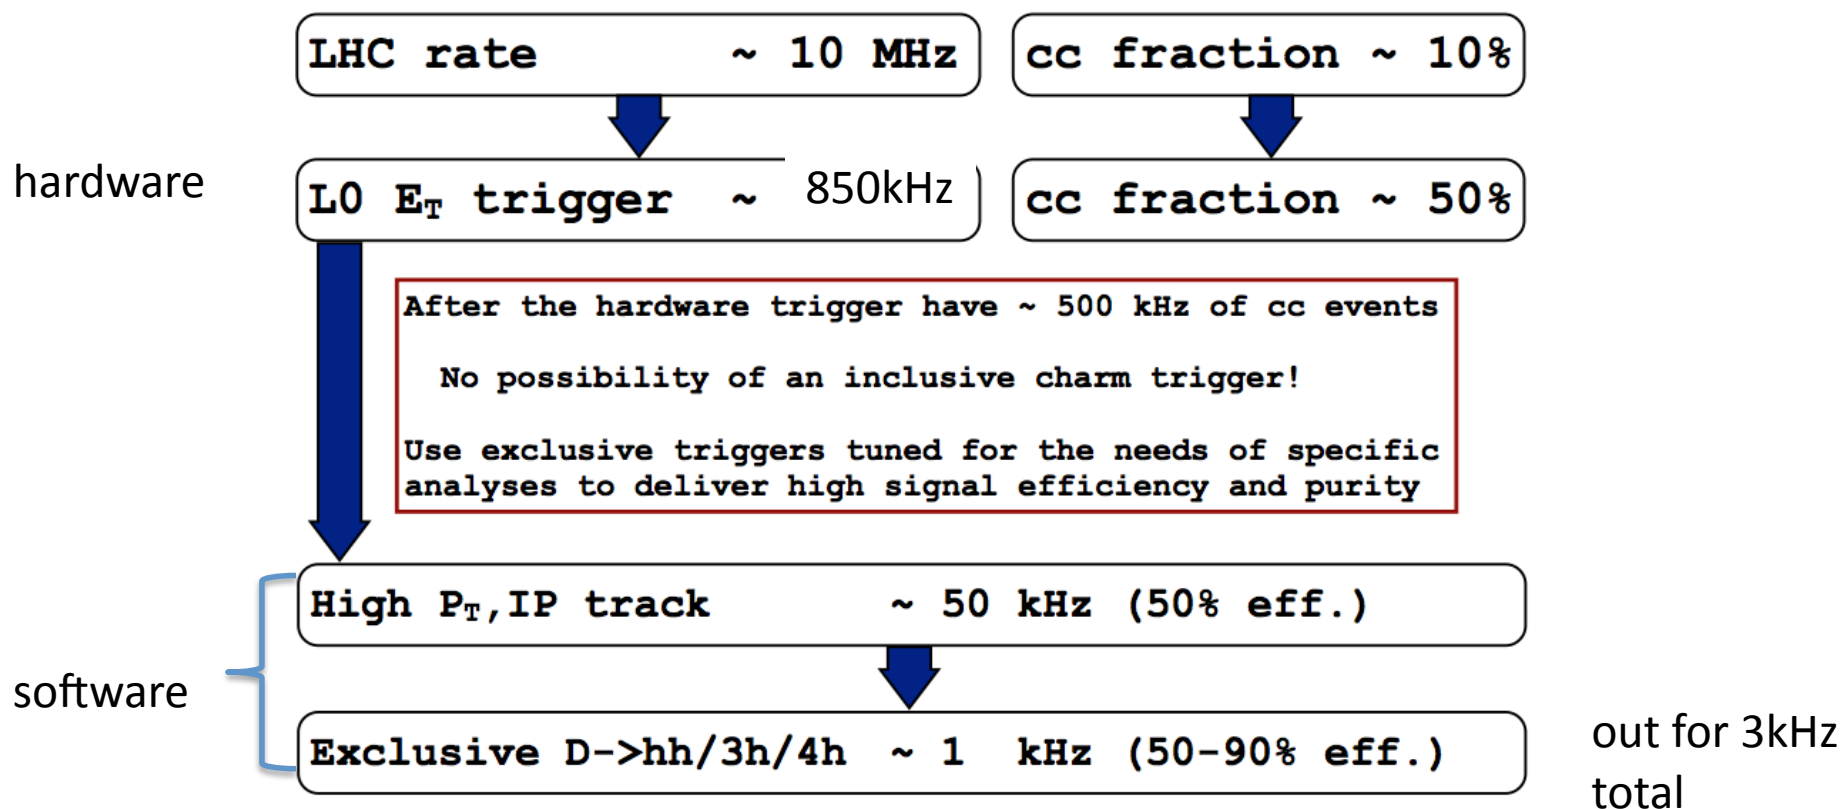 LHC rate ~ 10 MHz
cc fraction ~ 10%
hardware
L0 E_T trigger ~ 850kHz
cc fraction ~ 50%
After the hardware trigger have ~ 500 kHz of cc events
No possibility of an inclusive charm trigger!
Use exclusive triggers tuned for the needs of specific
analyses to deliver high signal efficiency and purity
High P_T,IP track ~ 50 kHz (50% eff.)
software
Exclusive D->hh/3h/4h ~ 1 kHz (50-90% eff.)
out for 3kHz
total